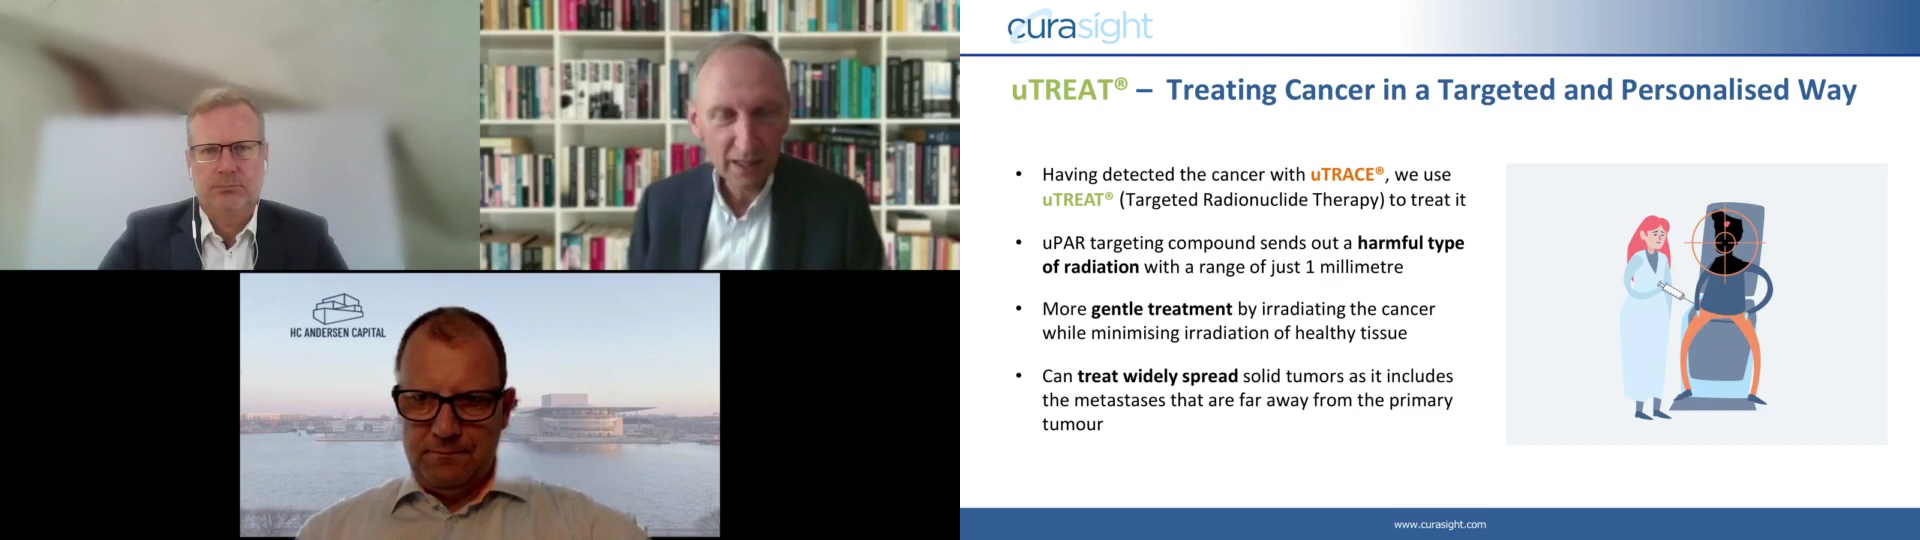 HC ANDERSEN CAPITAL
curasight
uTREAT® – Treating Cancer in a Targeted and Personalised Way
• Having detected the cancer with uTRACE®, we use
uTREAT® (Targeted Radionuclide Therapy) to treat it
• uPAR targeting compound sends out a harmful type
of radiation with a range of just 1 millimetre
• More gentle treatment by irradiating the cancer
while minimising irradiation of healthy tissue
• Can treat widely spread solid tumors as it includes
the metastases that are far away from the primary
tumour
www.curasight.com